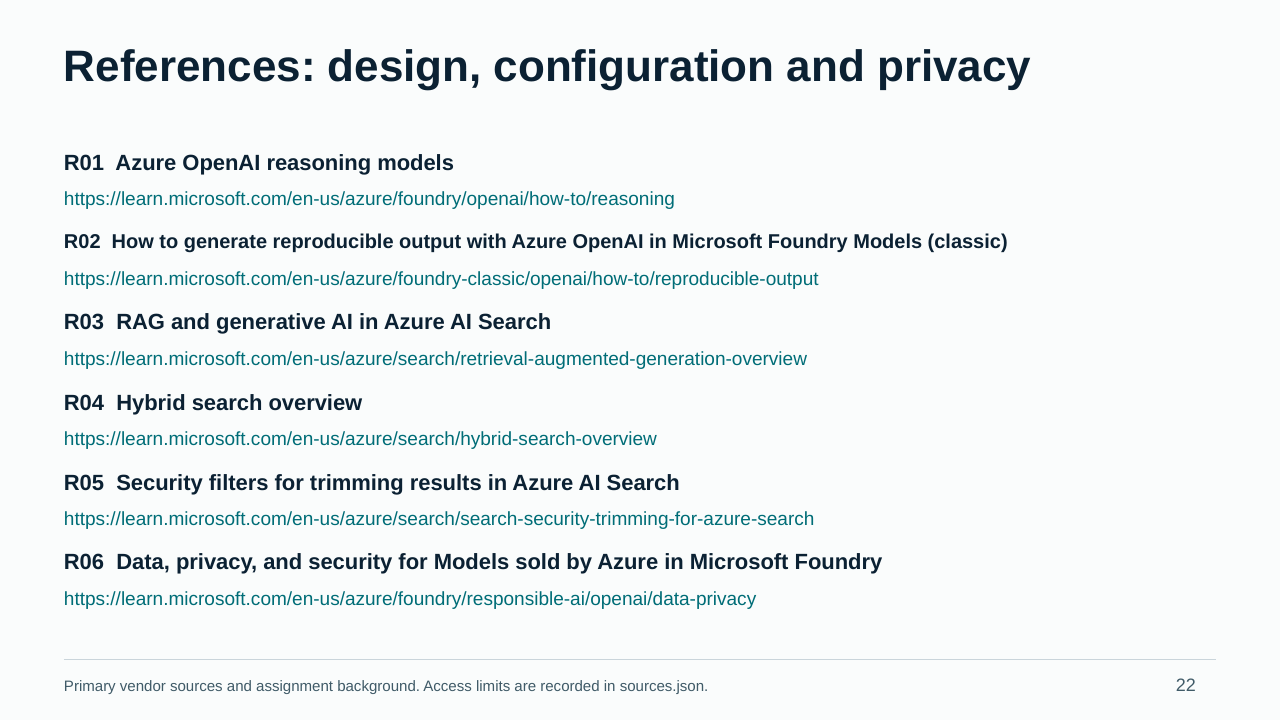 References: design, configuration and privacy
R01  Azure OpenAI reasoning models
https://learn.microsoft.com/en-us/azure/foundry/openai/how-to/reasoning
R02  How to generate reproducible output with Azure OpenAI in Microsoft Foundry Models (classic)
https://learn.microsoft.com/en-us/azure/foundry-classic/openai/how-to/reproducible-output
R03  RAG and generative AI in Azure AI Search
https://learn.microsoft.com/en-us/azure/search/retrieval-augmented-generation-overview
R04  Hybrid search overview
https://learn.microsoft.com/en-us/azure/search/hybrid-search-overview
R05  Security filters for trimming results in Azure AI Search
https://learn.microsoft.com/en-us/azure/search/search-security-trimming-for-azure-search
R06  Data, privacy, and security for Models sold by Azure in Microsoft Foundry
https://learn.microsoft.com/en-us/azure/foundry/responsible-ai/openai/data-privacy
Primary vendor sources and assignment background. Access limits are recorded in sources.json.
22